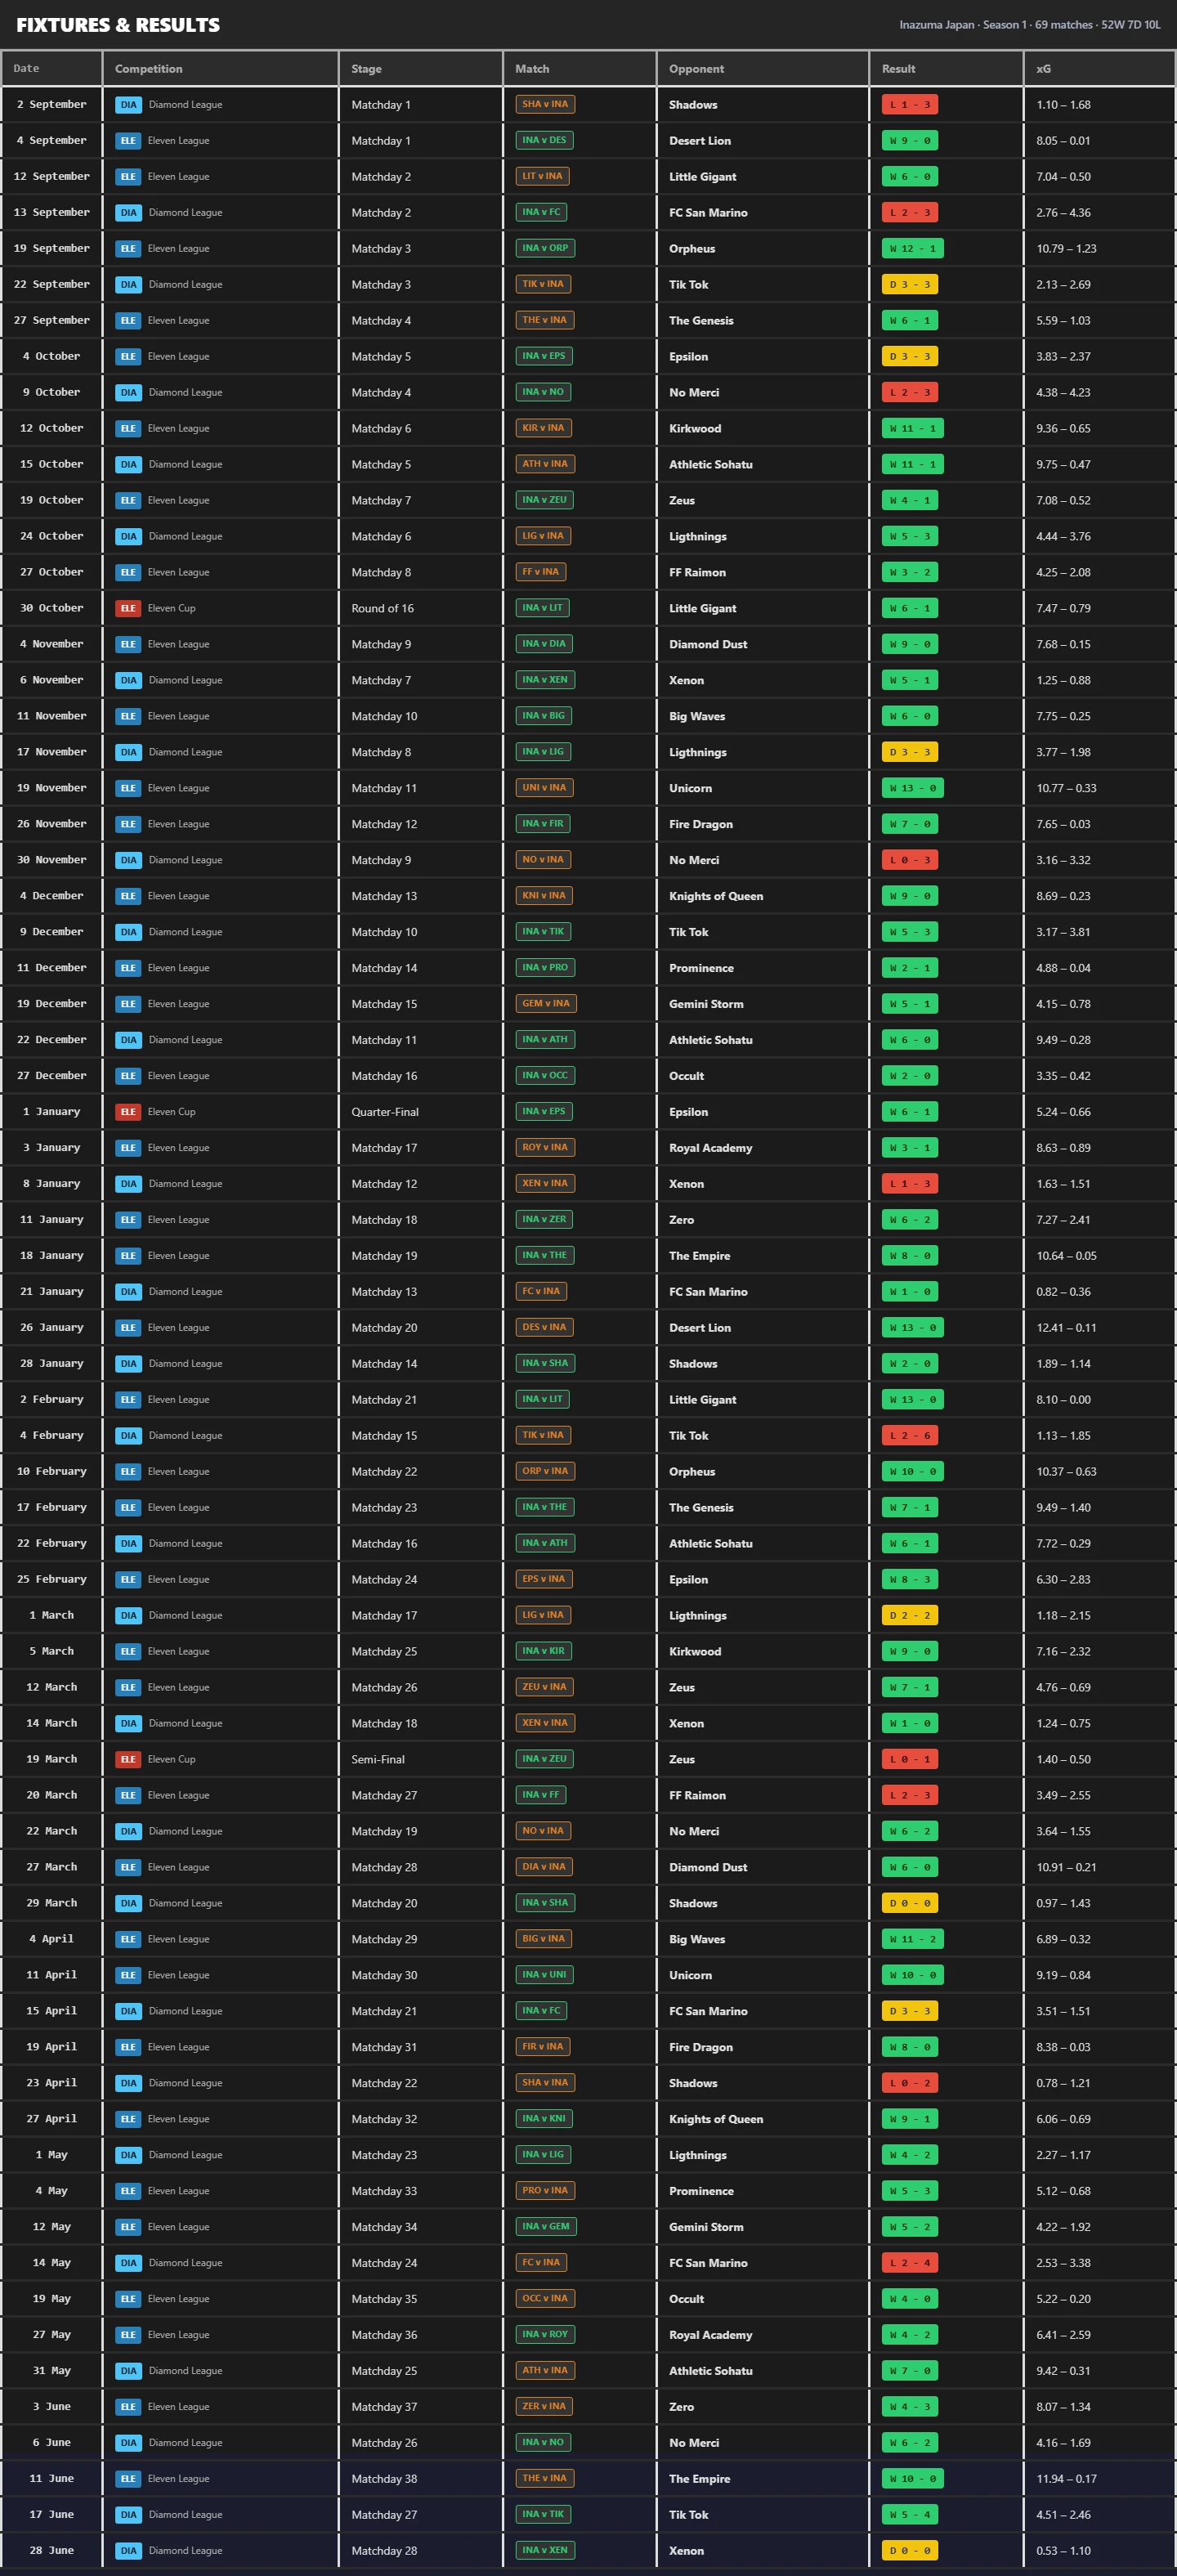 FIXTURES & RESULTS Inazuma Japan · Season 1 · 69 matches · 52W 7D 10L
Date Competition Stage Match Opponent Result xG
2 September DIA Diamond League Matchday 1 SHA v INA Shadows L 1 - 3 1.10 – 1.68
4 September ELE Eleven League Matchday 1 INA v DES Desert Lion W 9 - 0 8.05 – 0.01
12 September ELE Eleven League Matchday 2 LIT v INA Little Gigant W 6 - 0 7.04 – 0.50
13 September DIA Diamond League Matchday 2 INA v FC FC San Marino L 2 - 3 2.76 – 4.36
19 September ELE Eleven League Matchday 3 INA v ORP Orpheus W 12 - 1 10.79 – 1.23
22 September DIA Diamond League Matchday 3 TIK v INA Tik Tok D 3 - 3 2.13 – 2.69
27 September ELE Eleven League Matchday 4 THE v INA The Genesis W 6 - 1 5.59 – 1.03
4 October ELE Eleven League Matchday 5 INA v EPS Epsilon D 3 - 3 3.83 – 2.37
9 October DIA Diamond League Matchday 4 INA v NO No Merci L 2 - 3 4.38 – 4.23
12 October ELE Eleven League Matchday 6 KIR v INA Kirkwood W 11 - 1 9.36 – 0.65
15 October DIA Diamond League Matchday 5 ATH v INA Athletic Sohatu W 11 - 1 9.75 – 0.47
19 October ELE Eleven League Matchday 7 INA v ZEU Zeus W 4 - 1 7.08 – 0.52
24 October DIA Diamond League Matchday 6 LIG v INA Ligthnings W 5 - 3 4.44 – 3.76
27 October ELE Eleven League Matchday 8 FF v INA FF Raimon W 3 - 2 4.25 – 2.08
30 October ELE Eleven Cup Round of 16 INA v LIT Little Gigant W 6 - 1 7.47 – 0.79
4 November ELE Eleven League Matchday 9 INA v DIA Diamond Dust W 9 - 0 7.68 – 0.15
6 November DIA Diamond League Matchday 7 INA v XEN Xenon W 5 - 1 1.25 – 0.88
11 November ELE Eleven League Matchday 10 INA v BIG Big Waves W 6 - 0 7.75 – 0.25
17 November DIA Diamond League Matchday 8 INA v LIG Ligthnings D 3 - 3 3.77 – 1.98
19 November ELE Eleven League Matchday 11 UNI v INA Unicorn W 13 - 0 10.77 – 0.33
26 November ELE Eleven League Matchday 12 INA v FIR Fire Dragon W 7 - 0 7.65 – 0.03
30 November DIA Diamond League Matchday 9 NO v INA No Merci L 0 - 3 3.16 – 3.32
4 December ELE Eleven League Matchday 13 KNI v INA Knights of Queen W 9 - 0 8.69 – 0.23
9 December DIA Diamond League Matchday 10 INA v TIK Tik Tok W 5 - 3 3.17 – 3.81
11 December ELE Eleven League Matchday 14 INA v PRO Prominence W 2 - 1 4.88 – 0.04
19 December ELE Eleven League Matchday 15 GEM v INA Gemini Storm W 5 - 1 4.15 – 0.78
22 December DIA Diamond League Matchday 11 INA v ATH Athletic Sohatu W 6 - 0 9.49 – 0.28
27 December ELE Eleven League Matchday 16 INA v OCC Occult W 2 - 0 3.35 – 0.42
1 January ELE Eleven Cup Quarter-Final INA v EPS Epsilon W 6 - 1 5.24 – 0.66
3 January ELE Eleven League Matchday 17 ROY v INA Royal Academy W 3 - 1 8.63 – 0.89
8 January DIA Diamond League Matchday 12 XEN v INA Xenon L 1 - 3 1.63 – 1.51
11 January ELE Eleven League Matchday 18 INA v ZER Zero W 6 - 2 7.27 – 2.41
18 January ELE Eleven League Matchday 19 INA v THE The Empire W 8 - 0 10.64 – 0.05
21 January DIA Diamond League Matchday 13 FC v INA FC San Marino W 1 - 0 0.82 – 0.36
26 January ELE Eleven League Matchday 20 DES v INA Desert Lion W 13 - 0 12.41 – 0.11
28 January DIA Diamond League Matchday 14 INA v SHA Shadows W 2 - 0 1.89 – 1.14
2 February ELE Eleven League Matchday 21 INA v LIT Little Gigant W 13 - 0 8.10 – 0.00
4 February DIA Diamond League Matchday 15 TIK v INA Tik Tok L 2 - 6 1.13 – 1.85
10 February ELE Eleven League Matchday 22 ORP v INA Orpheus W 10 - 0 10.37 – 0.63
17 February ELE Eleven League Matchday 23 INA v THE The Genesis W 7 - 1 9.49 – 1.40
22 February DIA Diamond League Matchday 16 INA v ATH Athletic Sohatu W 6 - 1 7.72 – 0.29
25 February ELE Eleven League Matchday 24 EPS v INA Epsilon W 8 - 3 6.30 – 2.83
1 March DIA Diamond League Matchday 17 LIG v INA Ligthnings D 2 - 2 1.18 – 2.15
5 March ELE Eleven League Matchday 25 INA v KIR Kirkwood W 9 - 0 7.16 – 2.32
12 March ELE Eleven League Matchday 26 ZEU v INA Zeus W 7 - 1 4.76 – 0.69
14 March DIA Diamond League Matchday 18 XEN v INA Xenon W 1 - 0 1.24 – 0.75
19 March ELE Eleven Cup Semi-Final INA v ZEU Zeus L 0 - 1 1.40 – 0.50
20 March ELE Eleven League Matchday 27 INA v FF FF Raimon L 2 - 3 3.49 – 2.55
22 March DIA Diamond League Matchday 19 NO v INA No Merci W 6 - 2 3.64 – 1.55
27 March ELE Eleven League Matchday 28 DIA v INA Diamond Dust W 6 - 0 10.91 – 0.21
29 March DIA Diamond League Matchday 20 INA v SHA Shadows D 0 - 0 0.97 – 1.43
4 April ELE Eleven League Matchday 29 BIG v INA Big Waves W 11 - 2 6.89 – 0.32
11 April ELE Eleven League Matchday 30 INA v UNI Unicorn W 10 - 0 9.19 – 0.84
15 April DIA Diamond League Matchday 21 INA v FC FC San Marino D 3 - 3 3.51 – 1.51
19 April ELE Eleven League Matchday 31 FIR v INA Fire Dragon W 8 - 0 8.38 – 0.03
23 April DIA Diamond League Matchday 22 SHA v INA Shadows L 0 - 2 0.78 – 1.21
27 April ELE Eleven League Matchday 32 INA v KNI Knights of Queen W 9 - 1 6.06 – 0.69
1 May DIA Diamond League Matchday 23 INA v LIG Ligthnings W 4 - 2 2.27 – 1.17
4 May ELE Eleven League Matchday 33 PRO v INA Prominence W 5 - 3 5.12 – 0.68
12 May ELE Eleven League Matchday 34 INA v GEM Gemini Storm W 5 - 2 4.22 – 1.92
14 May DIA Diamond League Matchday 24 FC v INA FC San Marino L 2 - 4 2.53 – 3.38
19 May ELE Eleven League Matchday 35 OCC v INA Occult W 4 - 0 5.22 – 0.20
27 May ELE Eleven League Matchday 36 INA v ROY Royal Academy W 4 - 2 6.41 – 2.59
31 May DIA Diamond League Matchday 25 ATH v INA Athletic Sohatu W 7 - 0 9.42 – 0.31
3 June ELE Eleven League Matchday 37 ZER v INA Zero W 4 - 3 8.07 – 1.34
6 June DIA Diamond League Matchday 26 INA v NO No Merci W 6 - 2 4.16 – 1.69
11 June ELE Eleven League Matchday 38 THE v INA The Empire W 10 - 0 11.94 – 0.17
17 June DIA Diamond League Matchday 27 INA v TIK Tik Tok W 5 - 4 4.51 – 2.46
28 June DIA Diamond League Matchday 28 INA v XEN Xenon D 0 - 0 0.53 – 1.10